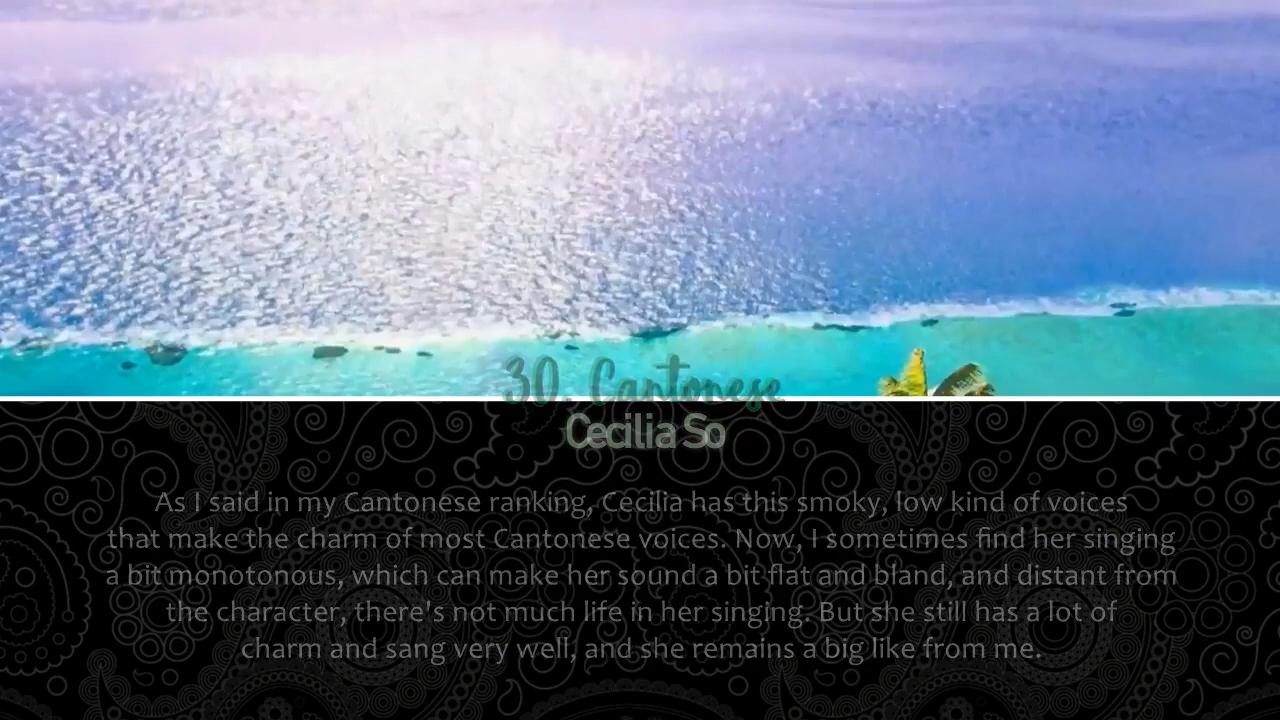 30. Cantonese
Cecilia So
As I said in my Cantonese ranking, Cecilia has this smoky, low kind of voices
that make the charm of most Cantonese voices. Now, I sometimes find her singing
a bit monotonous, which can make her sound a bit flat and bland, and distant from
the character, there's not much life in her singing. But she still has a lot of
charm and sang very well, and she remains a big like from me.